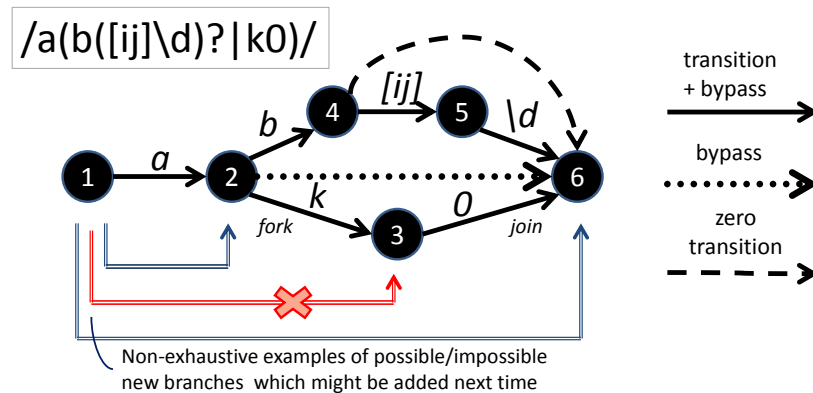 /a(b([ij]\d)?|k0)/
transition
+ bypass
bypass
zero
transition
[ij]
4
5
b
\d
a
1
2
6
k
0
fork
3
join
Non-exhaustive examples of possible/impossible
new branches which might be added next time